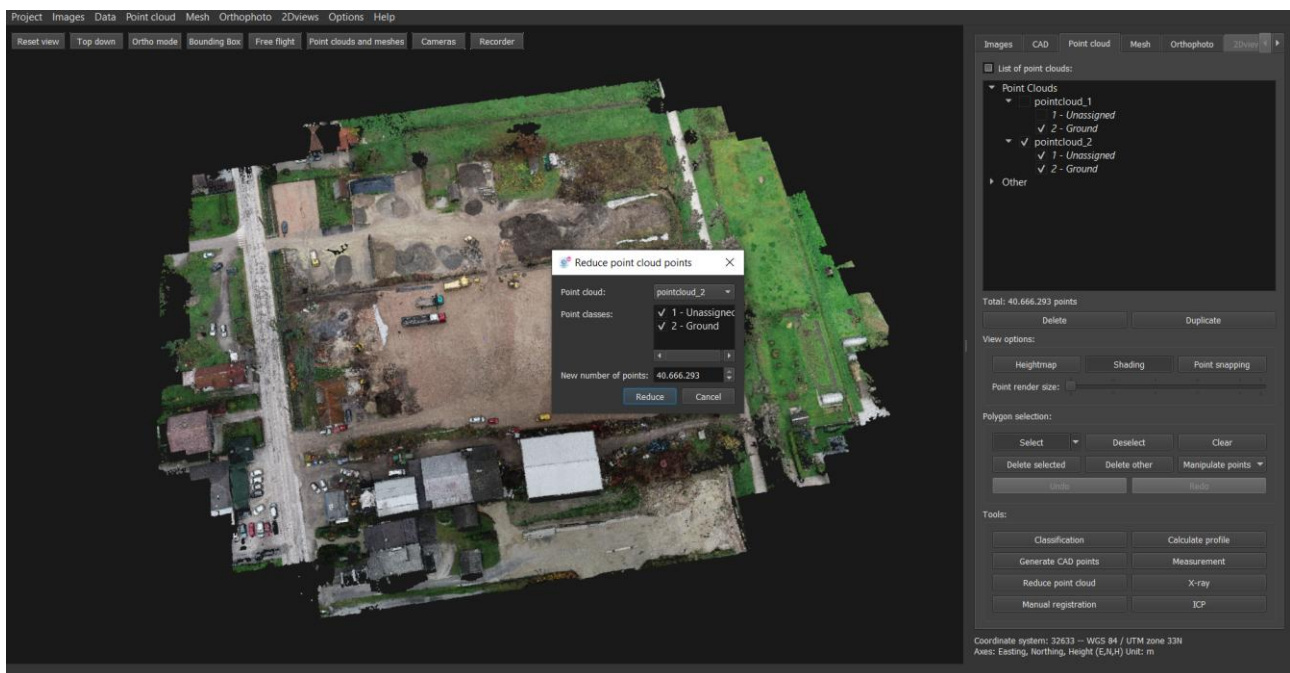 Project Images Data Point cloud Mesh Orthophoto 2Dviews Options Help
Reset view Top down Ortho mode Bounding Box Free flight Point clouds and meshes Cameras Recorder
Images CAD Point cloud Mesh Orthophoto 2Dview
List of point clouds:
Point Clouds
pointcloud_1
1 - Unassigned
2 - Ground
pointcloud_2
1 - Unassigned
2 - Ground
Other
Total: 40.666.293 points
Delete Duplicate
View options:
Heightmap Shading Point snapping
Point render size:
Polygon selection:
Select Deselect Clear
Delete selected Delete other Manipulate points
Undo Redo
Tools:
Classification Calculate profile
Generate CAD points Measurement
Reduce point cloud X-ray
Manual registration ICP
Coordinate system: 32633 -- WGS 84 / UTM zone 33N
Axes: Easting, Northing, Height (E,N,H) Unit: m
Reduce point cloud points
Point cloud: pointcloud_2
Point classes: 1 - Unassigned
2 - Ground
New number of points: 40.666.293
Reduce Cancel